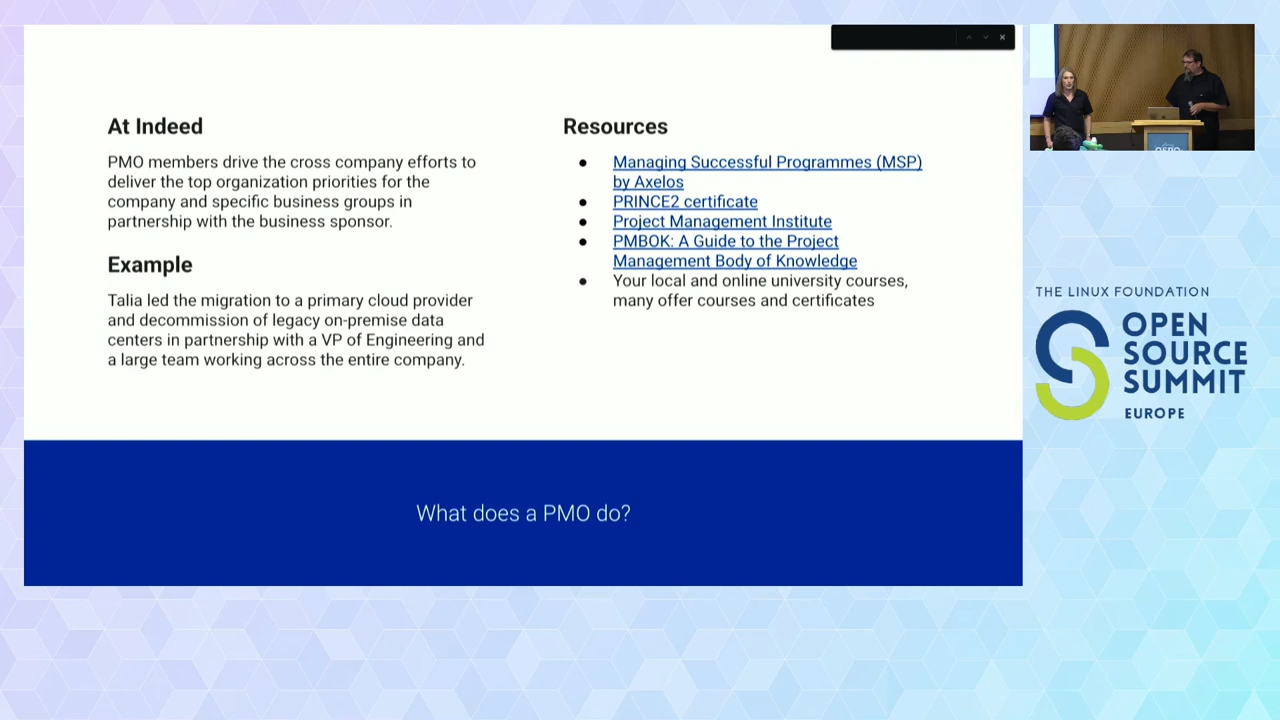 At Indeed
PMO members drive the cross company efforts to
deliver the top organization priorities for the
company and specific business groups in
partnership with the business sponsor.
Example
Talia led the migration to a primary cloud provider
and decommission of legacy on-premise data
centers in partnership with a VP of Engineering and
a large team working across the entire company.
Resources
● Managing Successful Programmes (MSP)
by Axelos
● PRINCE2 certificate
● Project Management Institute
● PMBOK: A Guide to the Project
Management Body of Knowledge
● Your local and online university courses,
many offer courses and certificates
What does a PMO do?
THE LINUX FOUNDATION
OPEN
SOURCE
SUMMIT
EUROPE